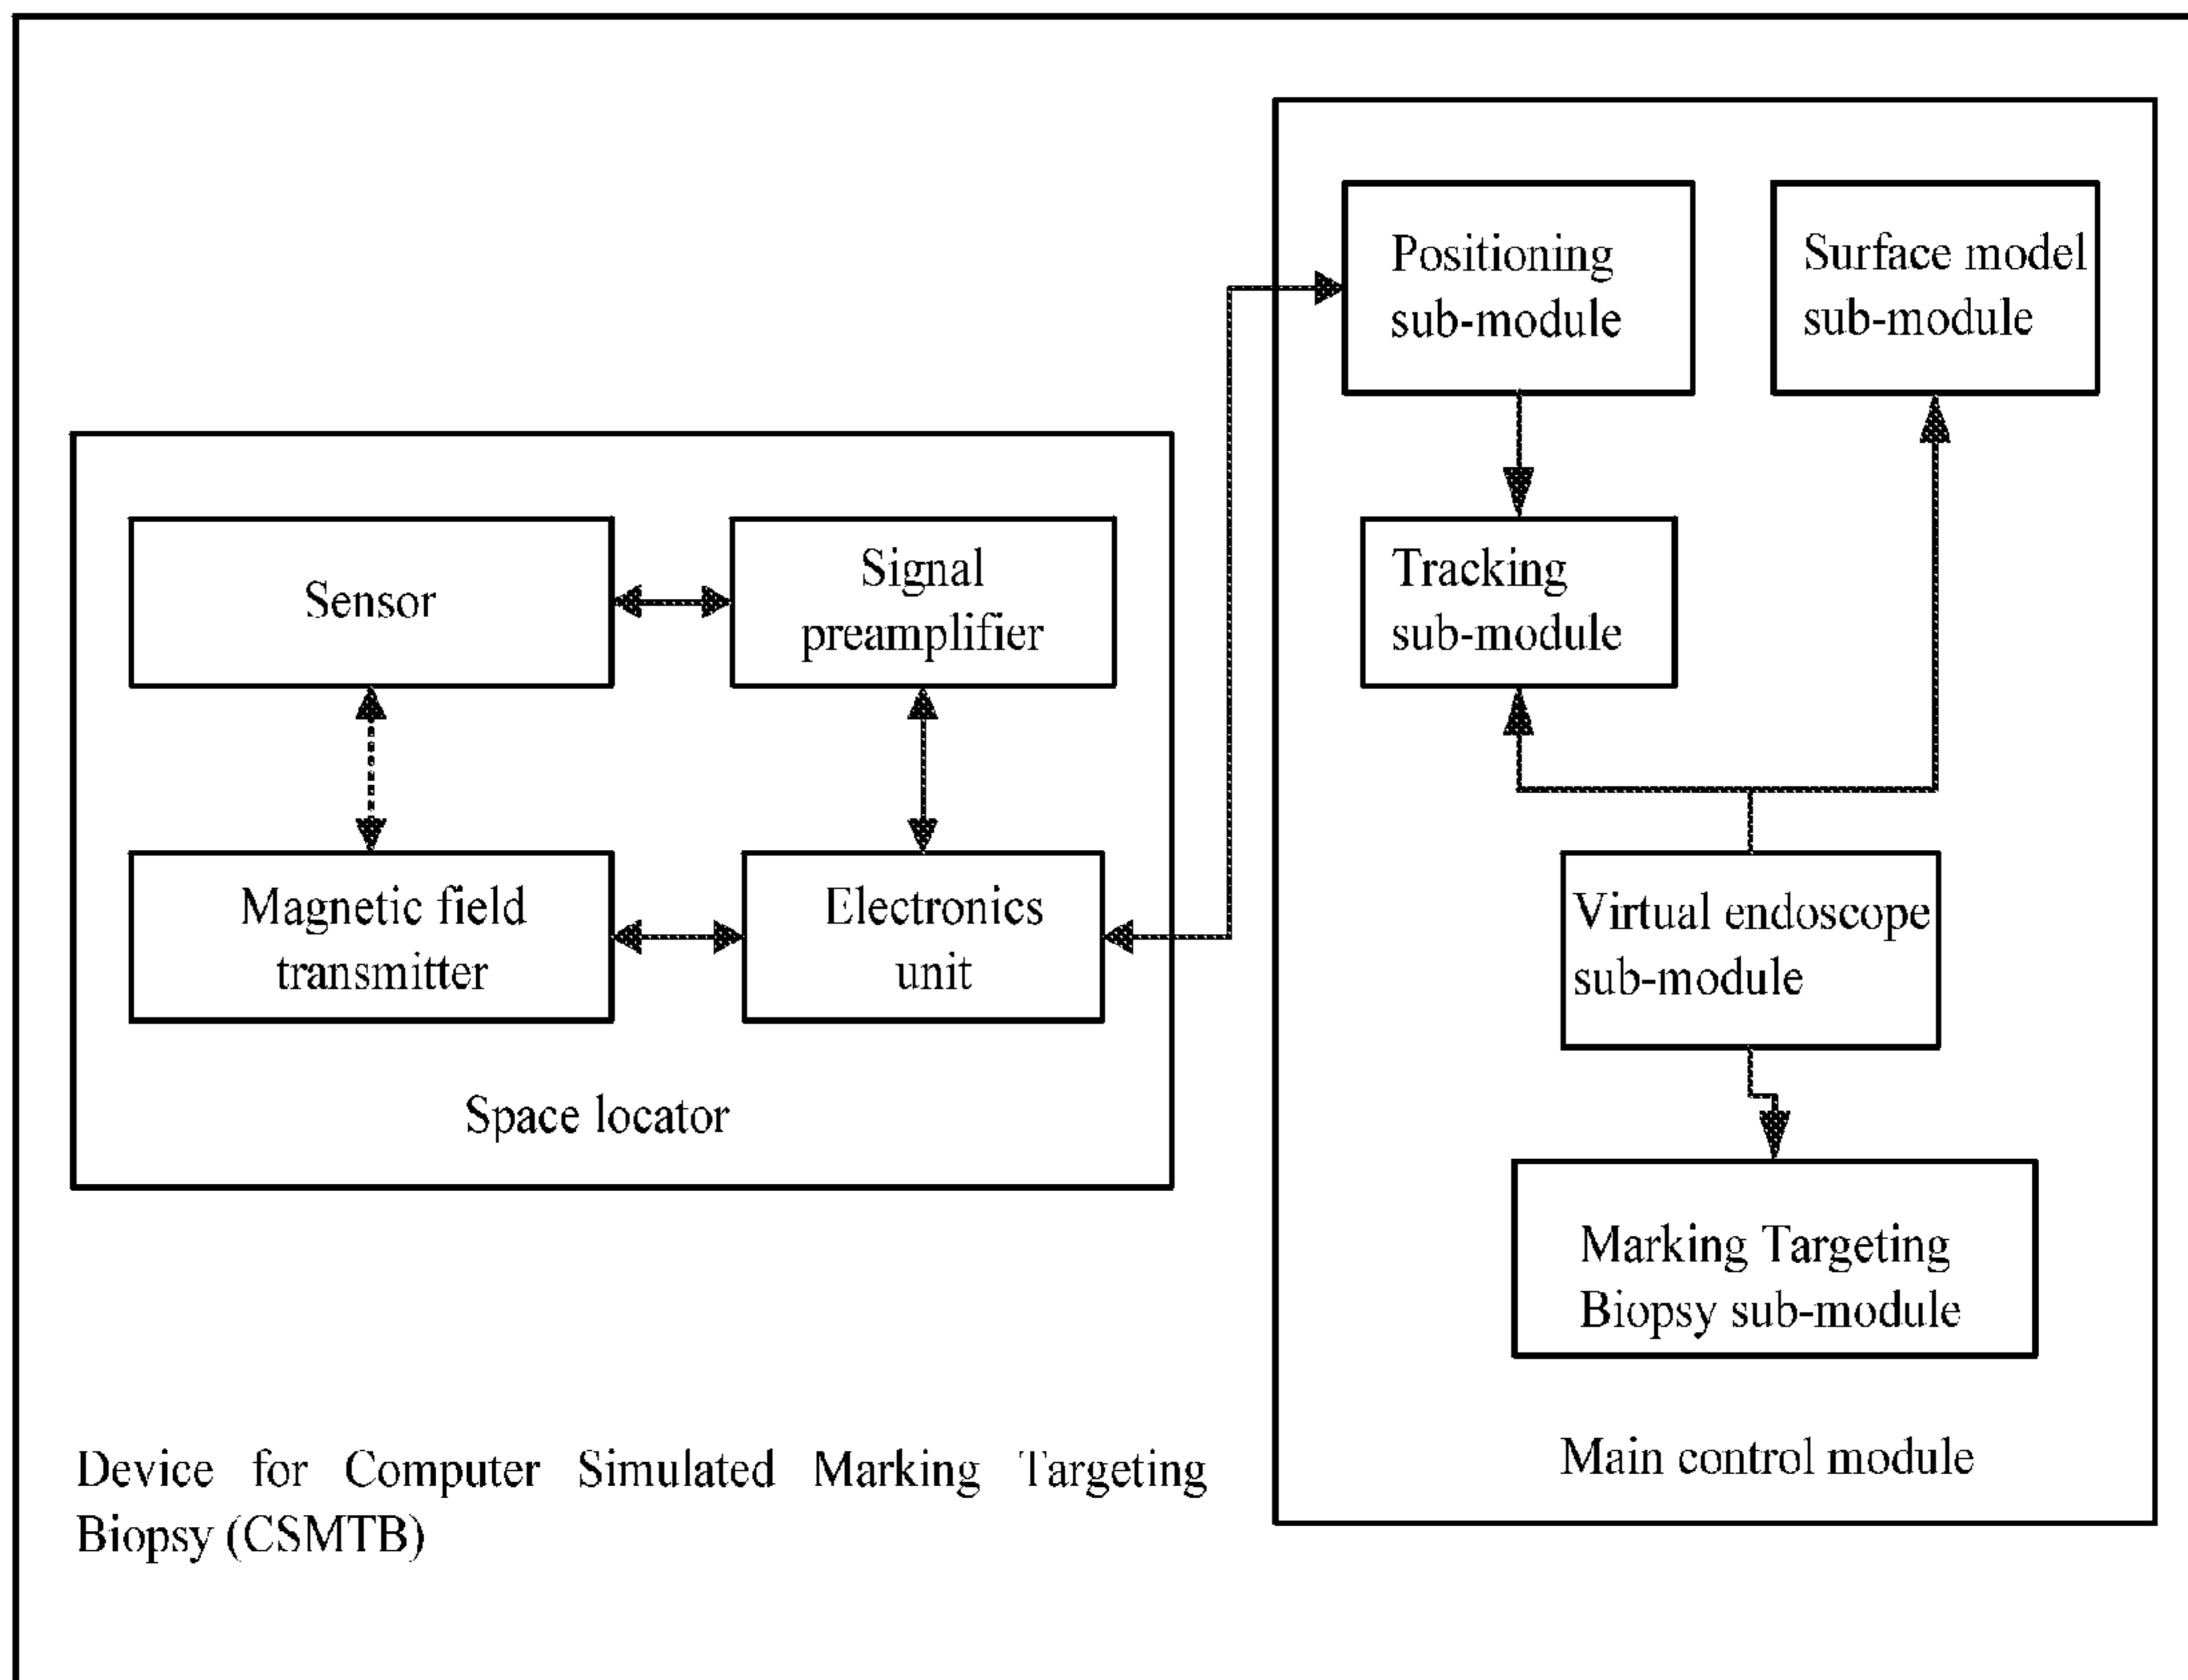 Positioning
sub-module
Surface model
sub-module
Sensor
Signal
preamplifier
Tracking
sub-module
Magnetic field
transmitter
Electronics
unit
Virtual endoscope
sub-module
Space locator
Marking Targeting
Biopsy sub-module
Main control module
Device for Computer Simulated Marking Targeting
Biopsy (CSMTB)